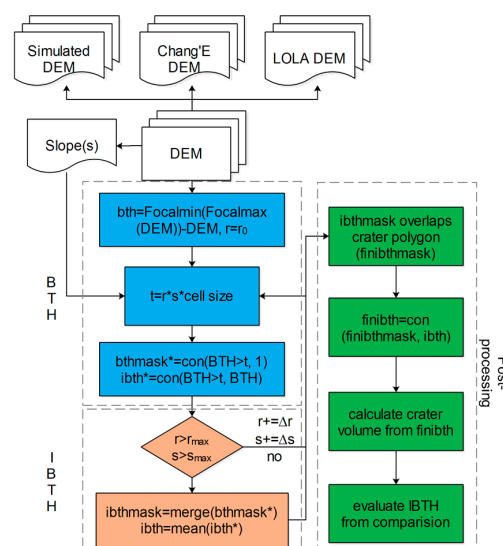 Simulated
DEM
Chang'E
DEM
LOLA DEM
Slope(s)
DEM
bth=Focalmin(Focalmax
(DEM))-DEM, r=r₀
t=r*s*cell size
bthmask*=con(BTH>t, 1)
ibth*=con(BTH>t, BTH)
B
T
H
r>rmax
s>smax
r+=Δr
s+=Δs
no
ibthmask=merge(bthmask*)
ibth=mean(ibth*)
I
B
T
H
ibthmask overlaps
crater polygon
(finibthmask)
finibth=con
(finibthmask, ibth)
calculate crater
volume from finibth
evaluate IBTH
from comparision
Post-
processing